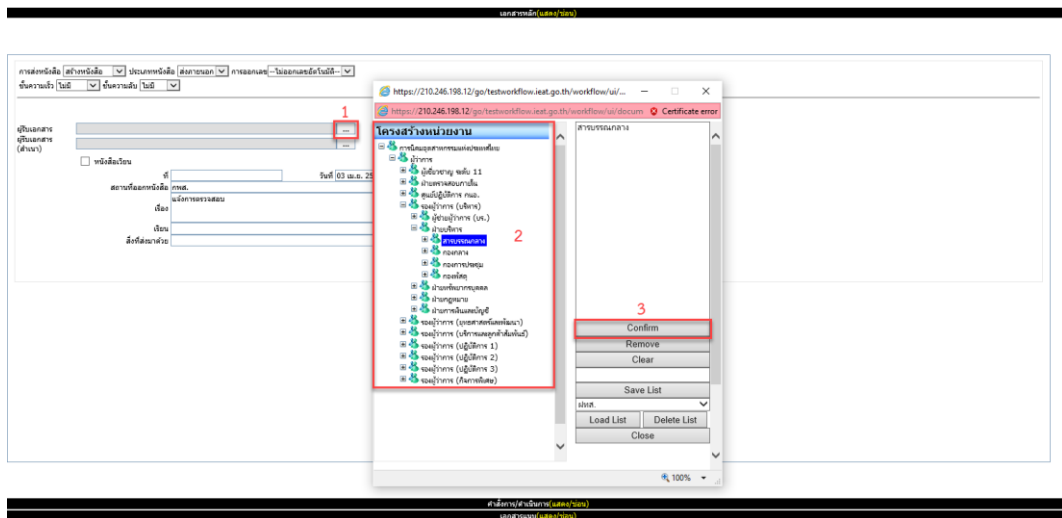 เอกสารหลัก(แสดง/ซ่อน)
การส่งหนังสือ สร้างหนังสือ ประเภทหนังสือ ส่งภายนอก การออกเลข --ไม่ออกเลขอัตโนมัติ--
ชั้นความเร็ว ไม่มี ชั้นความลับ ไม่มี
1
ผู้รับเอกสาร ...
ผู้รับเอกสาร
(สำเนา) ...
หนังสือเวียน
ที่ วันที่ 03 เม.ย. 25
สถานที่ออกหนังสือ กทส.
เรื่อง แจ้งการตรวจสอบ
เรียน
สิ่งที่ส่งมาด้วย
https://210.246.198.12/go/testworkflow.ieat.go.th/workflow/ui/...
https://210.246.198.12/go/testworkflow.ieat.go.th/workflow/ui/docum Certificate error
โครงสร้างหน่วยงาน
การนิคมอุตสาหกรรมแห่งประเทศไทย
ผู้ว่าการ
ผู้เชี่ยวชาญ ระดับ 11
ฝ่ายตรวจสอบภายใน
ศูนย์ปฏิบัติการ กนอ.
รองผู้ว่าการ (บริหาร)
ผู้ช่วยผู้ว่าการ (บร.)
ฝ่ายบริหาร
สารบรรณกลาง
กองกลาง
กองการประชุม
กองพัสดุ
ฝ่ายทรัพยากรบุคคล
ฝ่ายกฎหมาย
ฝ่ายการเงินและบัญชี
รองผู้ว่าการ (ยุทธศาสตร์และพัฒนา)
รองผู้ว่าการ (บริการและลูกค้าสัมพันธ์)
รองผู้ว่าการ (ปฏิบัติการ 1)
รองผู้ว่าการ (ปฏิบัติการ 2)
รองผู้ว่าการ (ปฏิบัติการ 3)
รองผู้ว่าการ (กิจการพิเศษ)
2
สารบรรณกลาง
3
Confirm
Remove
Clear
Save List
ฝทส.
Load List Delete List
Close
100%
คำสั่งการ/ดำเนินการ(แสดง/ซ่อน)
เอกสารแนบ(แสดง/ซ่อน)